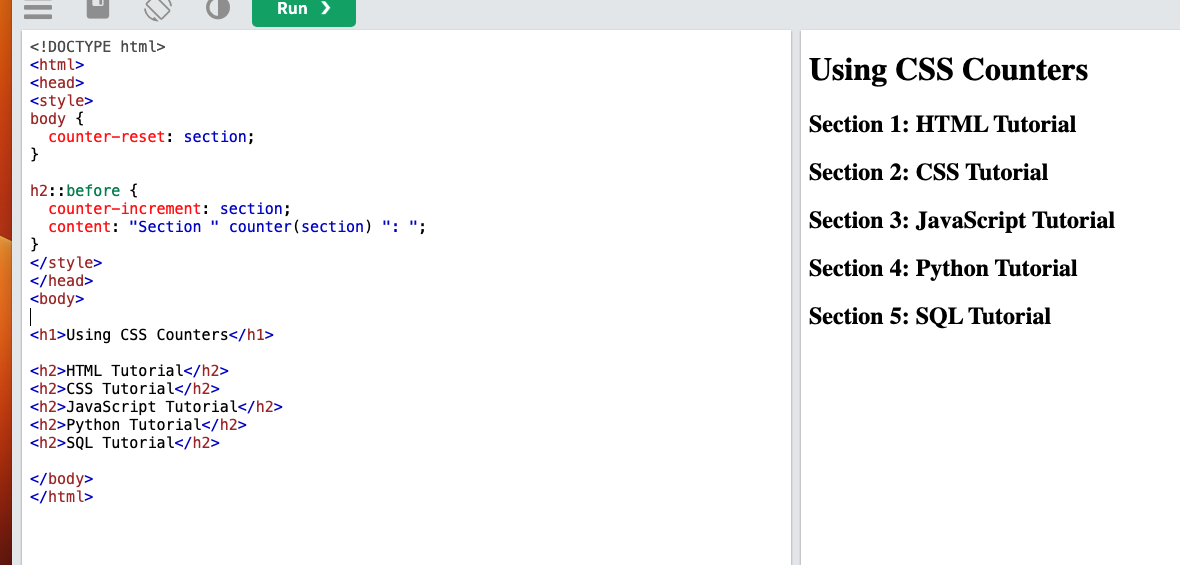 Run ❯
<!DOCTYPE html>
<html>
<head>
<style>
body {
  counter-reset: section;
}

h2::before {
  counter-increment: section;
  content: "Section " counter(section) ": ";
}
</style>
</head>
<body>

<h1>Using CSS Counters</h1>

<h2>HTML Tutorial</h2>
<h2>CSS Tutorial</h2>
<h2>JavaScript Tutorial</h2>
<h2>Python Tutorial</h2>
<h2>SQL Tutorial</h2>

</body>
</html>
Using CSS Counters
Section 1: HTML Tutorial
Section 2: CSS Tutorial
Section 3: JavaScript Tutorial
Section 4: Python Tutorial
Section 5: SQL Tutorial